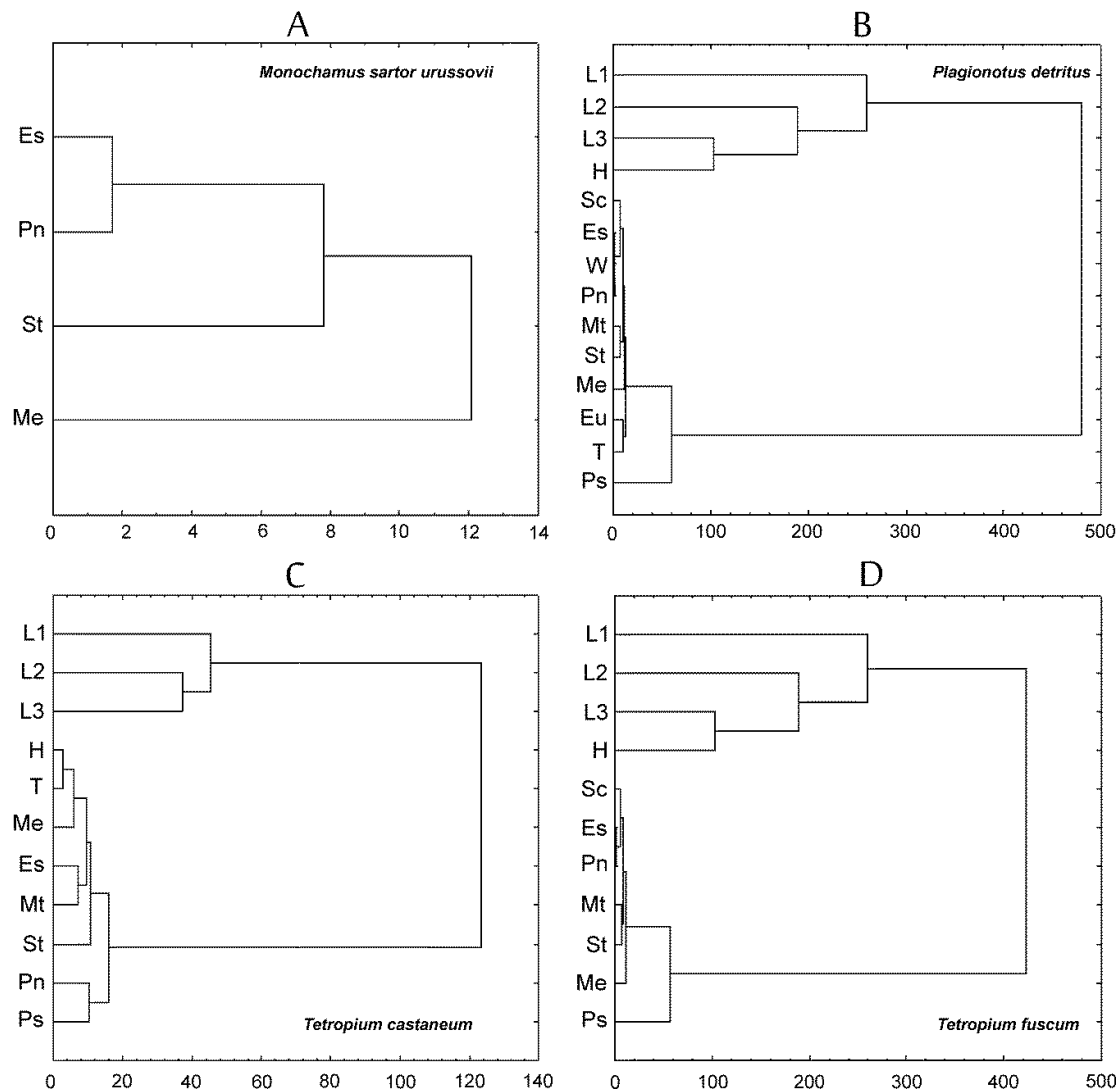 A
Monochamus sartor urussovii
Es
Pn
St
Me
0 2 4 6 8 10 12 14
B
Plagionotus detritus
L1
L2
L3
H
Sc
Es
W
Pn
Mt
St
Me
Eu
T
Ps
0 100 200 300 400 500
C
L1
L2
L3
H
T
Me
Es
Mt
St
Pn
Ps
Tetropium castaneum
0 20 40 60 80 100 120 140
D
L1
L2
L3
H
Sc
Es
Pn
Mt
St
Me
Ps
Tetropium fuscum
0 100 200 300 400 500